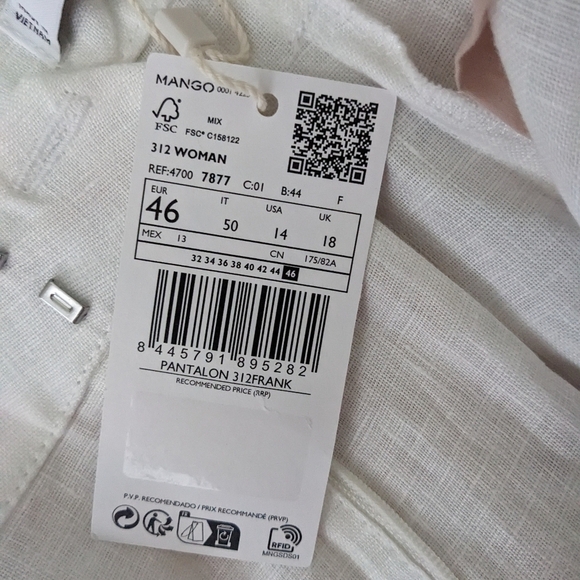 VIETNAM
MANGO
FSC
MIX
FSC® C158122
312 WOMAN
REF:4700 7877 C:01 B:44 F
EUR IT USA UK
46 50 14 18
MEX 13 CN 175/82A
32 34 36 38 40 42 44 46
8 445791 895282
PANTALON 312FRANK
RECOMMENDED PRICE (RRP)
P.V.P. RECOMENDADO / PRIX RECOMMANDÉ (PRVP)
FR
RFID
MNGSDS01